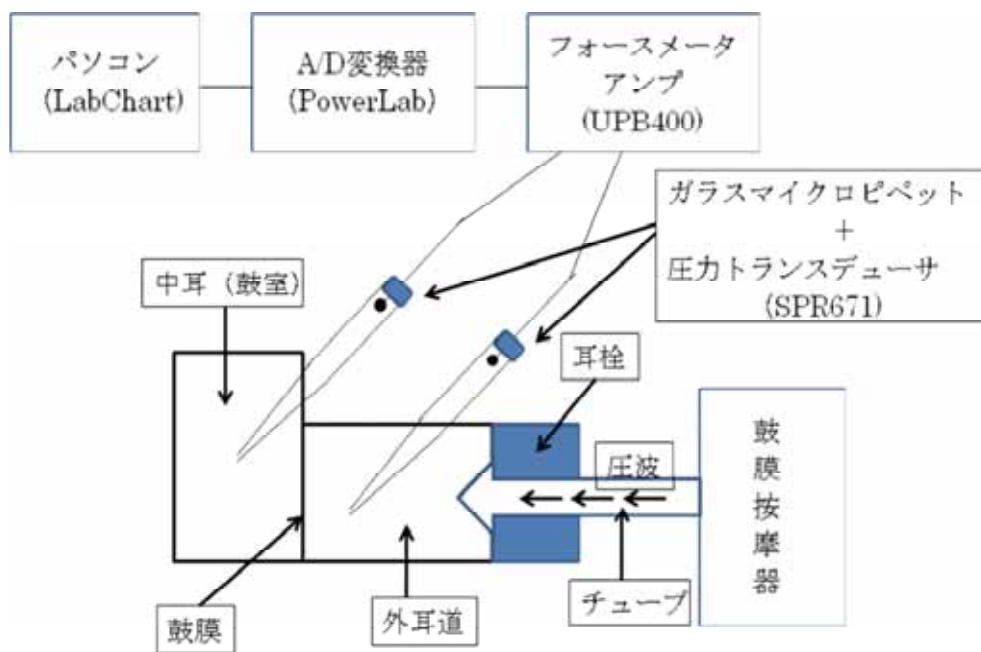 パソコン
(LabChart)
A/D変換器
(PowerLab)
フォースメータ
アンプ
(UPB400)
ガラスマイクロピペット
+
圧力トランスデューサ
(SPR671)
中耳(鼓室)
耳栓
圧波
鼓膜按摩器
鼓膜
外耳道
チューブ